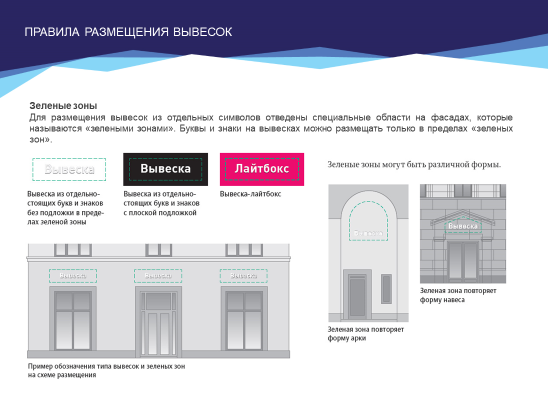 ПРАВИЛА РАЗМЕЩЕНИЯ ВЫВЕСОК
Зеленые зоны
Для размещения вывесок из отдельных символов отведены специальные области на фасадах, которые
называются «зелеными зонами». Буквы и знаки на вывесках можно размещать только в пределах «зеленых
зон».
Вывеска
Вывеска
Лайтбокс
Вывеска из отдельно-
стоящих букв и знаков
без подложки в преде-
лах зеленой зоны
Вывеска из отдельно-
стоящих букв и знаков
с плоской подложкой
Вывеска-лайтбокс
Зеленые зоны могут быть различной формы.
Вывеска
Вывеска
Зеленая зона повторяет
форму арки
Зеленая зона повторяет
форму навеса
Вывеска
Вывеска
Вывеска
Пример обозначения типа вывесок и зеленых зон
на схеме размещения